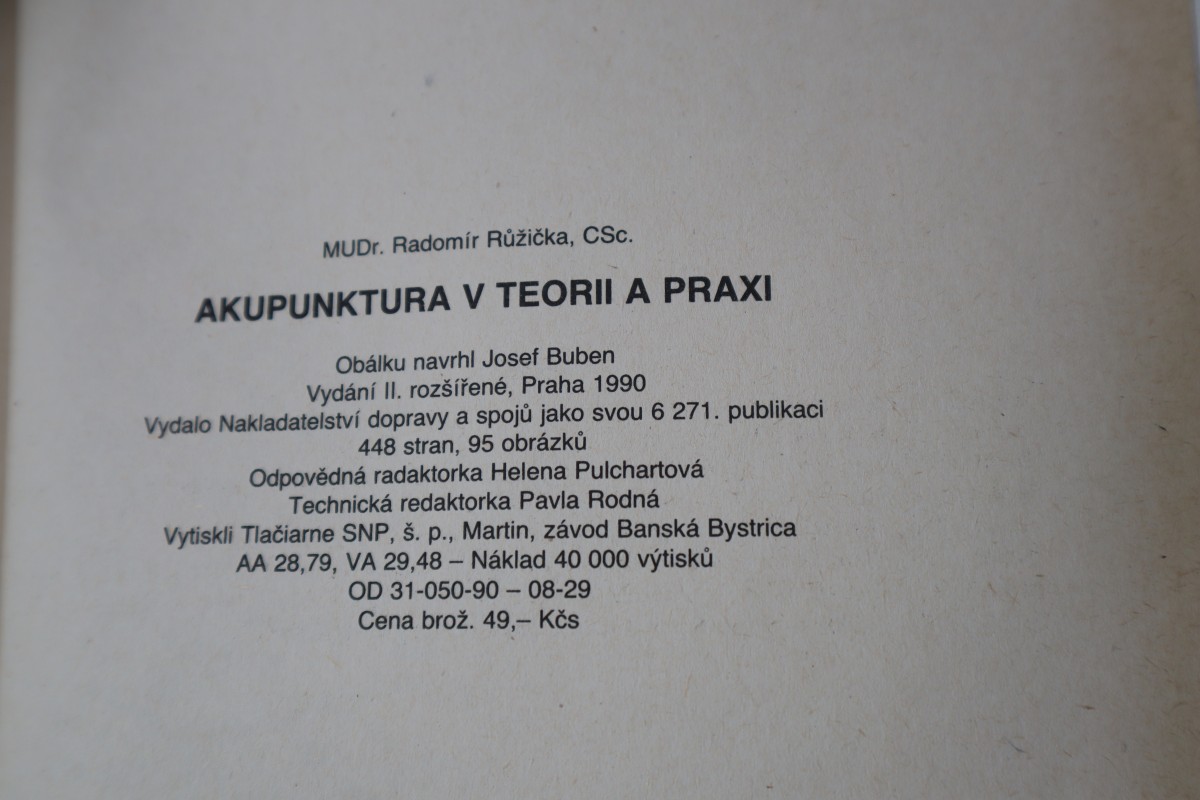 MUDr. Radomír Růžička, CSc.
AKUPUNKTURA V TEORII A PRAXI
Obálku navrhl Josef Buben
Vydání II. rozšířené, Praha 1990
Vydalo Nakladatelství dopravy a spojů jako svou 6 271. publikaci
448 stran, 95 obrázků
Odpovědná radaktorka Helena Pulchartová
Technická redaktorka Pavla Rodná
Vytiskli Tlačiarne SNP, š. p., Martin, závod Banská Bystrica
AA 28,79, VA 29,48 – Náklad 40 000 výtisků
OD 31-050-90 – 08-29
Cena brož. 49,– Kčs